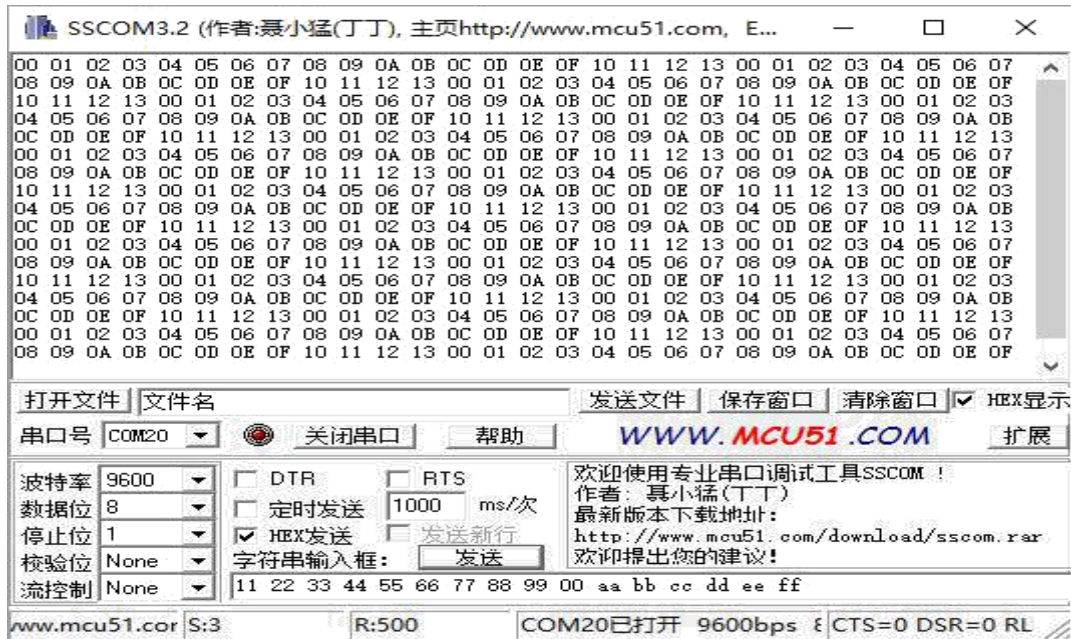 SSCOM3.2 (作者:聂小猛(丁丁), 主页http://www.mcu51.com, E...
00 01 02 03 04 05 06 07 08 09 0A 0B 0C 0D 0E 0F 10 11 12 13 00 01 02 03 04 05 06 07
08 09 0A 0B 0C 0D 0E 0F 10 11 12 13 00 01 02 03 04 05 06 07 08 09 0A 0B 0C 0D 0E 0F
10 11 12 13 00 01 02 03 04 05 06 07 08 09 0A 0B 0C 0D 0E 0F 10 11 12 13 00 01 02 03
04 05 06 07 08 09 0A 0B 0C 0D 0E 0F 10 11 12 13 00 01 02 03 04 05 06 07 08 09 0A 0B
0C 0D 0E 0F 10 11 12 13 00 01 02 03 04 05 06 07 08 09 0A 0B 0C 0D 0E 0F 10 11 12 13
00 01 02 03 04 05 06 07 08 09 0A 0B 0C 0D 0E 0F 10 11 12 13 00 01 02 03 04 05 06 07
08 09 0A 0B 0C 0D 0E 0F 10 11 12 13 00 01 02 03 04 05 06 07 08 09 0A 0B 0C 0D 0E 0F
10 11 12 13 00 01 02 03 04 05 06 07 08 09 0A 0B 0C 0D 0E 0F 10 11 12 13 00 01 02 03
04 05 06 07 08 09 0A 0B 0C 0D 0E 0F 10 11 12 13 00 01 02 03 04 05 06 07 08 09 0A 0B
0C 0D 0E 0F 10 11 12 13 00 01 02 03 04 05 06 07 08 09 0A 0B 0C 0D 0E 0F 10 11 12 13
00 01 02 03 04 05 06 07 08 09 0A 0B 0C 0D 0E 0F 10 11 12 13 00 01 02 03 04 05 06 07
08 09 0A 0B 0C 0D 0E 0F 10 11 12 13 00 01 02 03 04 05 06 07 08 09 0A 0B 0C 0D 0E 0F
10 11 12 13 00 01 02 03 04 05 06 07 08 09 0A 0B 0C 0D 0E 0F 10 11 12 13 00 01 02 03
04 05 06 07 08 09 0A 0B 0C 0D 0E 0F 10 11 12 13 00 01 02 03 04 05 06 07 08 09 0A 0B
0C 0D 0E 0F 10 11 12 13 00 01 02 03 04 05 06 07 08 09 0A 0B 0C 0D 0E 0F 10 11 12 13
00 01 02 03 04 05 06 07 08 09 0A 0B 0C 0D 0E 0F 10 11 12 13 00 01 02 03 04 05 06 07
08 09 0A 0B 0C 0D 0E 0F 10 11 12 13 00 01 02 03 04 05 06 07 08 09 0A 0B 0C 0D 0E 0F
打开文件 文件名 发送文件 保存窗口 清除窗口 HEX显示
串口号 COM20 关闭串口 帮助 WWW.MCU51.COM 扩展
波特率 9600 DTR RTS
数据位 8 定时发送 1000 ms/次
停止位 1 HEX发送 发送新行
校验位 None 字符串输入框: 发送
流控制 None 11 22 33 44 55 66 77 88 99 00 aa bb cc dd ee ff
欢迎使用专业串口调试工具SSCOM !
作者: 聂小猛(丁丁)
最新版本下载地址:
http://www.mcu51.com/download/sscom.rar
欢迎提出您的建议!
www.mcu51.cor S:3 R:500 COM20已打开 9600bps 8 CTS=0 DSR=0 RL